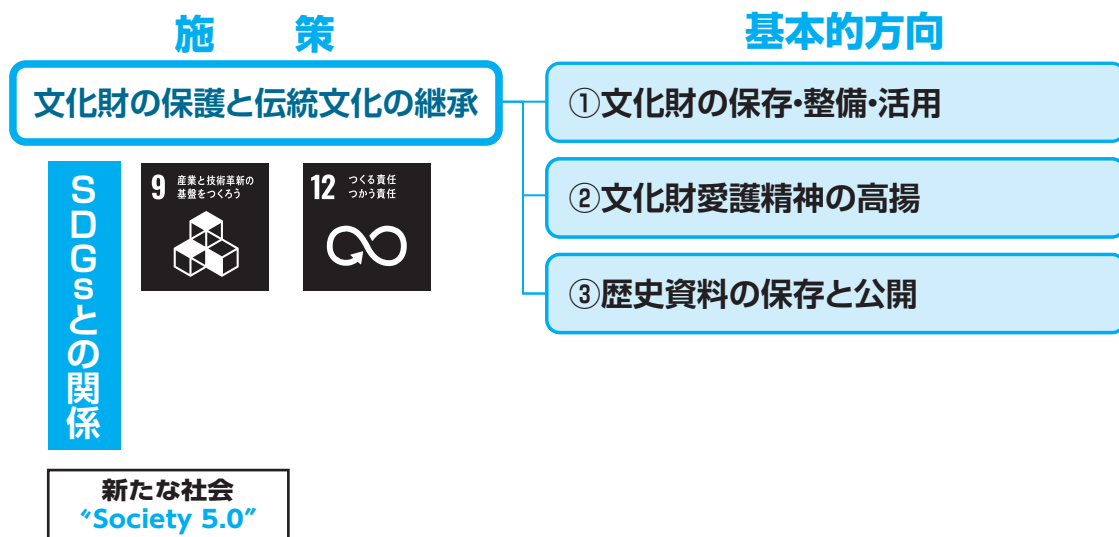 施 策
基本的方向
文化財の保護と伝統文化の継承
①文化財の保存・整備・活用
②文化財愛護精神の高揚
③歴史資料の保存と公開
SDGsとの関係
9 産業と技術革新の
基盤をつくろう
12 つくる責任
つかう責任
新たな社会
“Society 5.0”